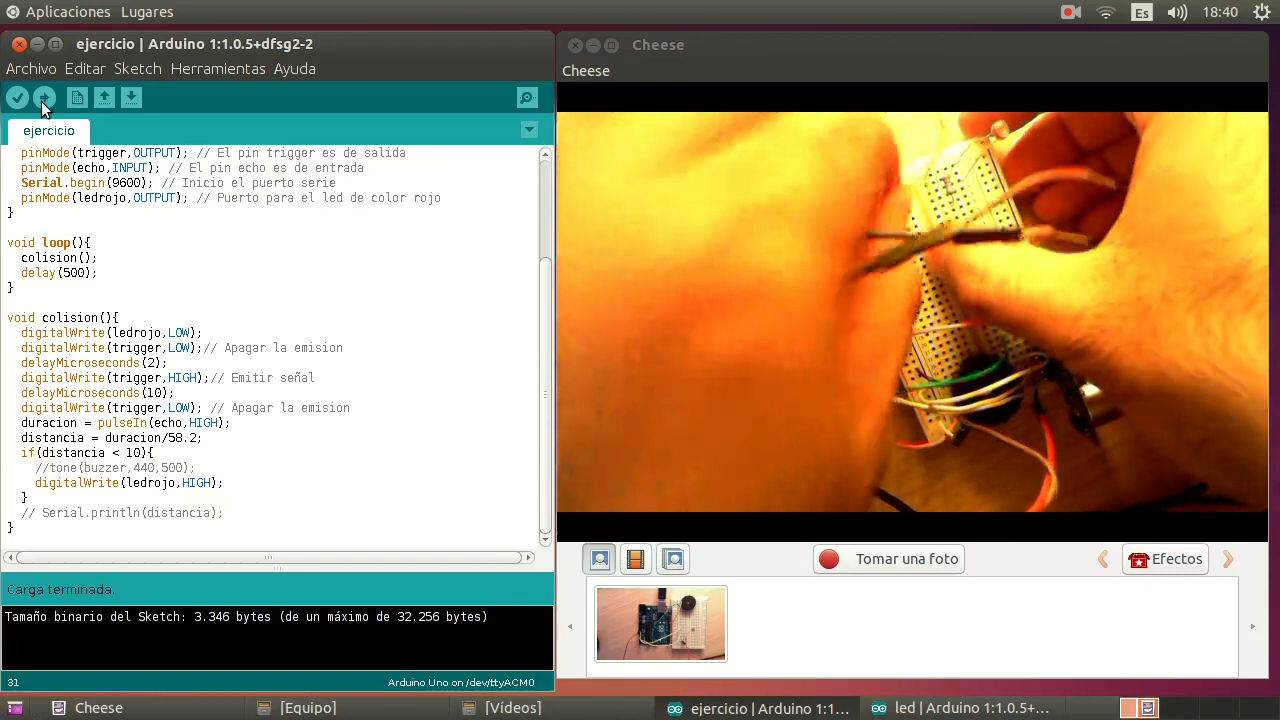 Aplicaciones Lugares
Es 18:40
ejercicio | Arduino 1:1.0.5+dfsg2-2
Archivo Editar Sketch Herramientas Ayuda
ejercicio
pinMode(trigger,OUTPUT); // El pin trigger es de salida
pinMode(echo,INPUT); // El pin echo es de entrada
Serial.begin(9600); // Inicio el puerto serie
pinMode(ledrojo,OUTPUT); // Puerto para el led de color rojo
}
void loop(){
colision();
delay(500);
}
void colision(){
digitalWrite(ledrojo,LOW);
digitalWrite(trigger,LOW);// Apagar la emision
delayMicroseconds(2);
digitalWrite(trigger,HIGH);// Emitir señal
delayMicroseconds(10);
digitalWrite(trigger,LOW); // Apagar la emision
duracion = pulseIn(echo,HIGH);
distancia = duracion/58.2;
if(distancia < 10){
//tone(buzzer,440,500);
digitalWrite(ledrojo,HIGH);
}
// Serial.println(distancia);
}
Carga terminada.
Tamaño binario del Sketch: 3.346 bytes (de un máximo de 32.256 bytes)
31
Arduino Uno on /dev/ttyACM0
Cheese
Cheese
Tomar una foto
Efectos
Cheese
[Equipo]
[Vídeos]
ejercicio | Arduino 1:1....
led | Arduino 1:1.0.5+...